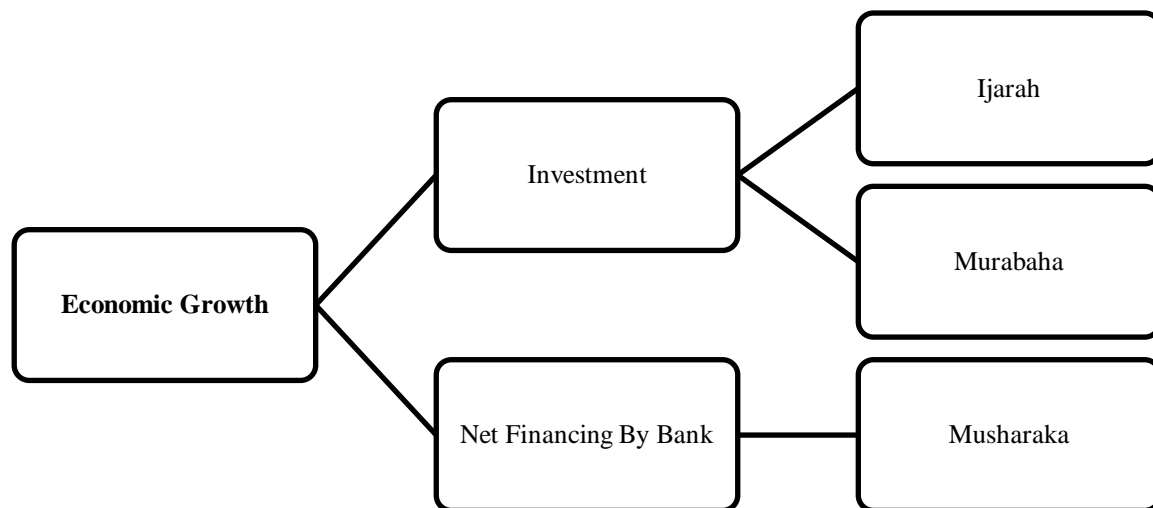 Economic Growth
Investment
Ijarah
Murabaha
Net Financing By Bank
Musharaka